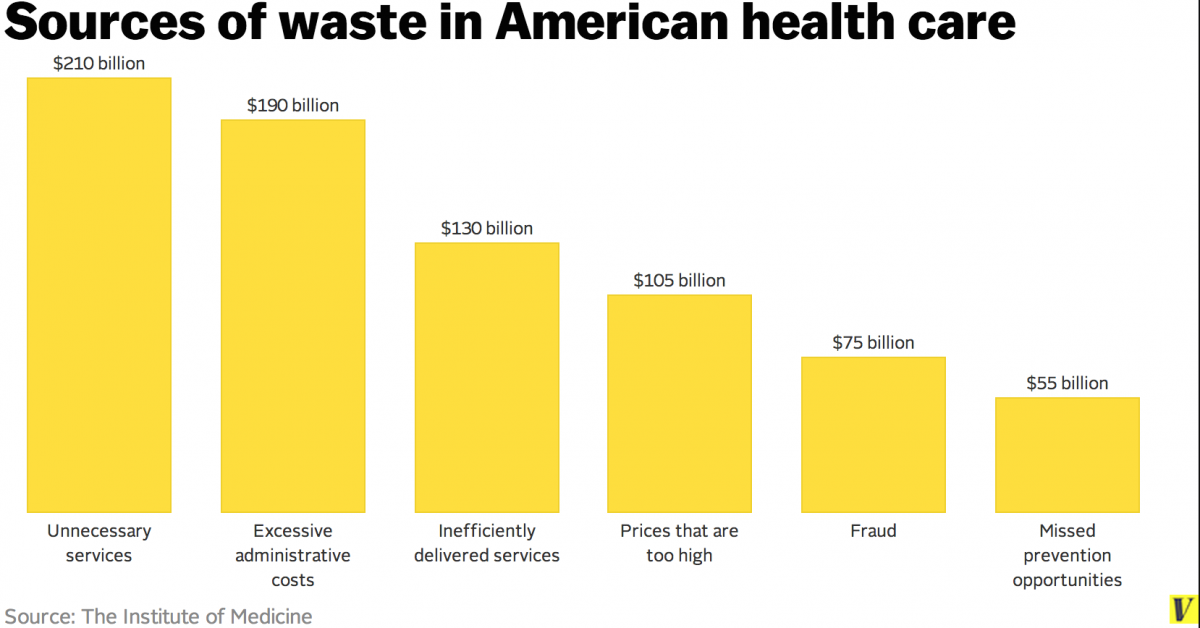 Sources of waste in American health care
$210 billion
$190 billion
$130 billion
$105 billion
$75 billion
$55 billion
Unnecessary
services
Excessive
administrative
costs
Inefficiently
delivered services
Prices that are
too high
Fraud
Missed
prevention
opportunities
Source: The Institute of Medicine
V